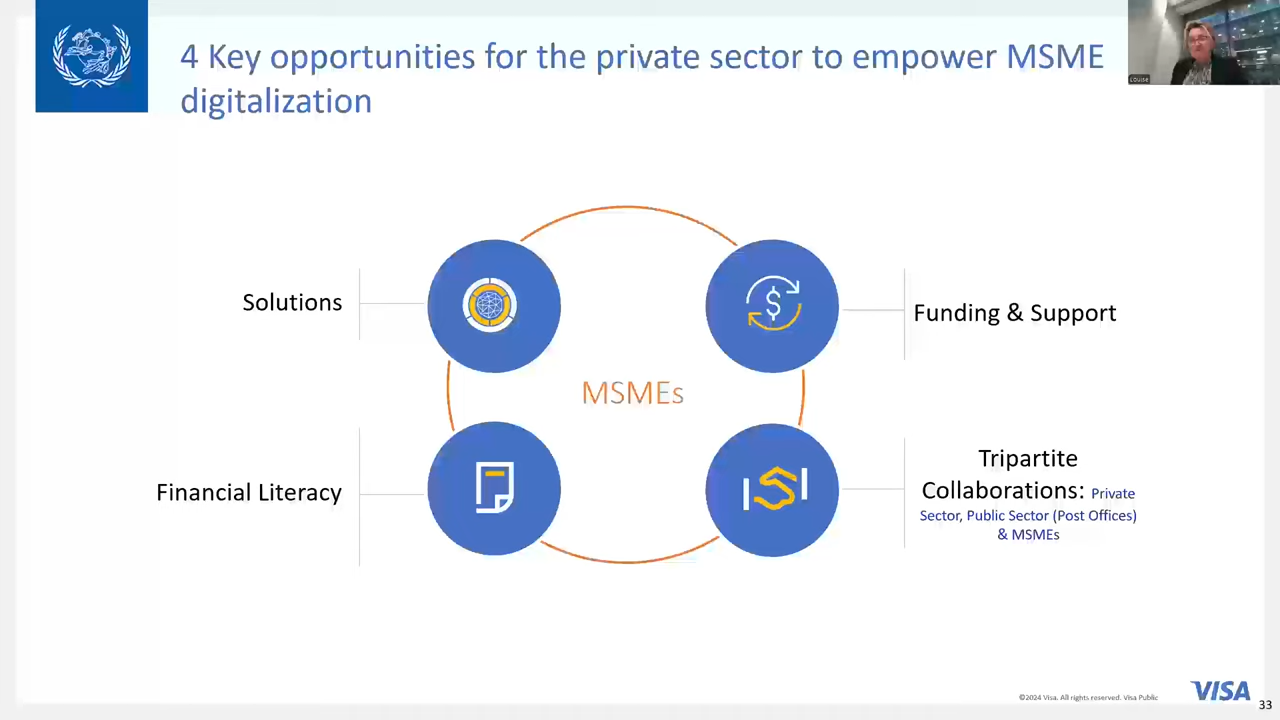 4 Key opportunities for the private sector to empower MSME
digitalization
Louise
Solutions
Funding & Support
MSMEs
Financial Literacy
Tripartite
Collaborations: Private
Sector, Public Sector (Post Offices)
& MSMEs
©2024 Visa. All rights reserved. Visa Public
VISA
33